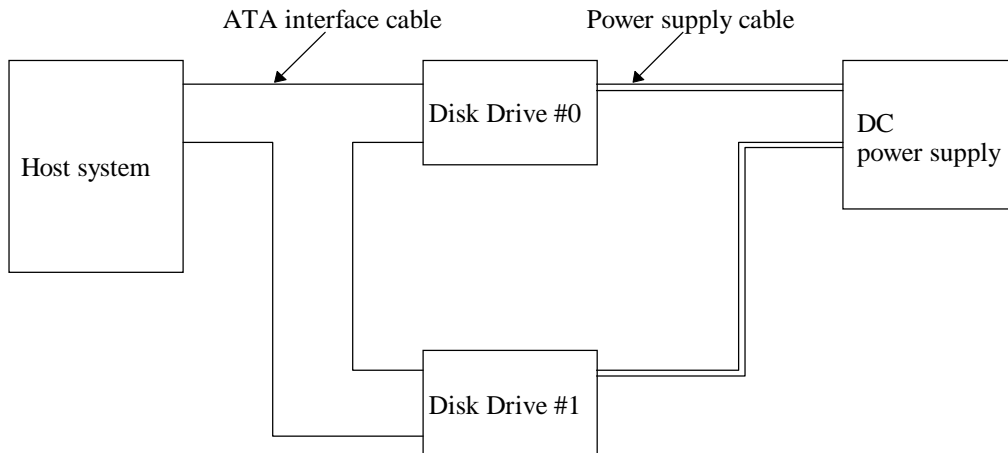 ATA interface cable
Power supply cable
Host system
Disk Drive #0
DC
power supply
Disk Drive #1